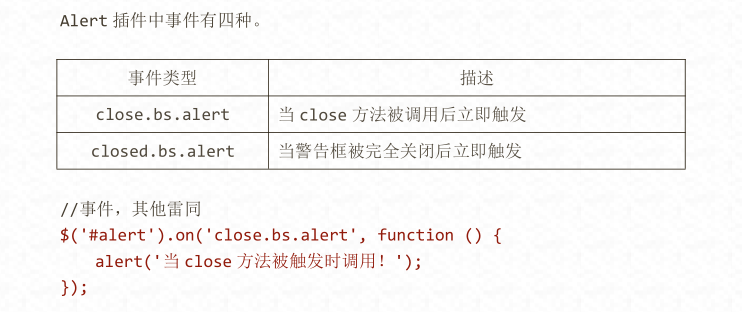 Alert 插件中事件有四种。
事件类型 描述
close.bs.alert 当 close 方法被调用后立即触发
closed.bs.alert 当警告框被完全关闭后立即触发
//事件，其他雷同
$('#alert').on('close.bs.alert', function () {
alert('当 close 方法被触发时调用！');
});